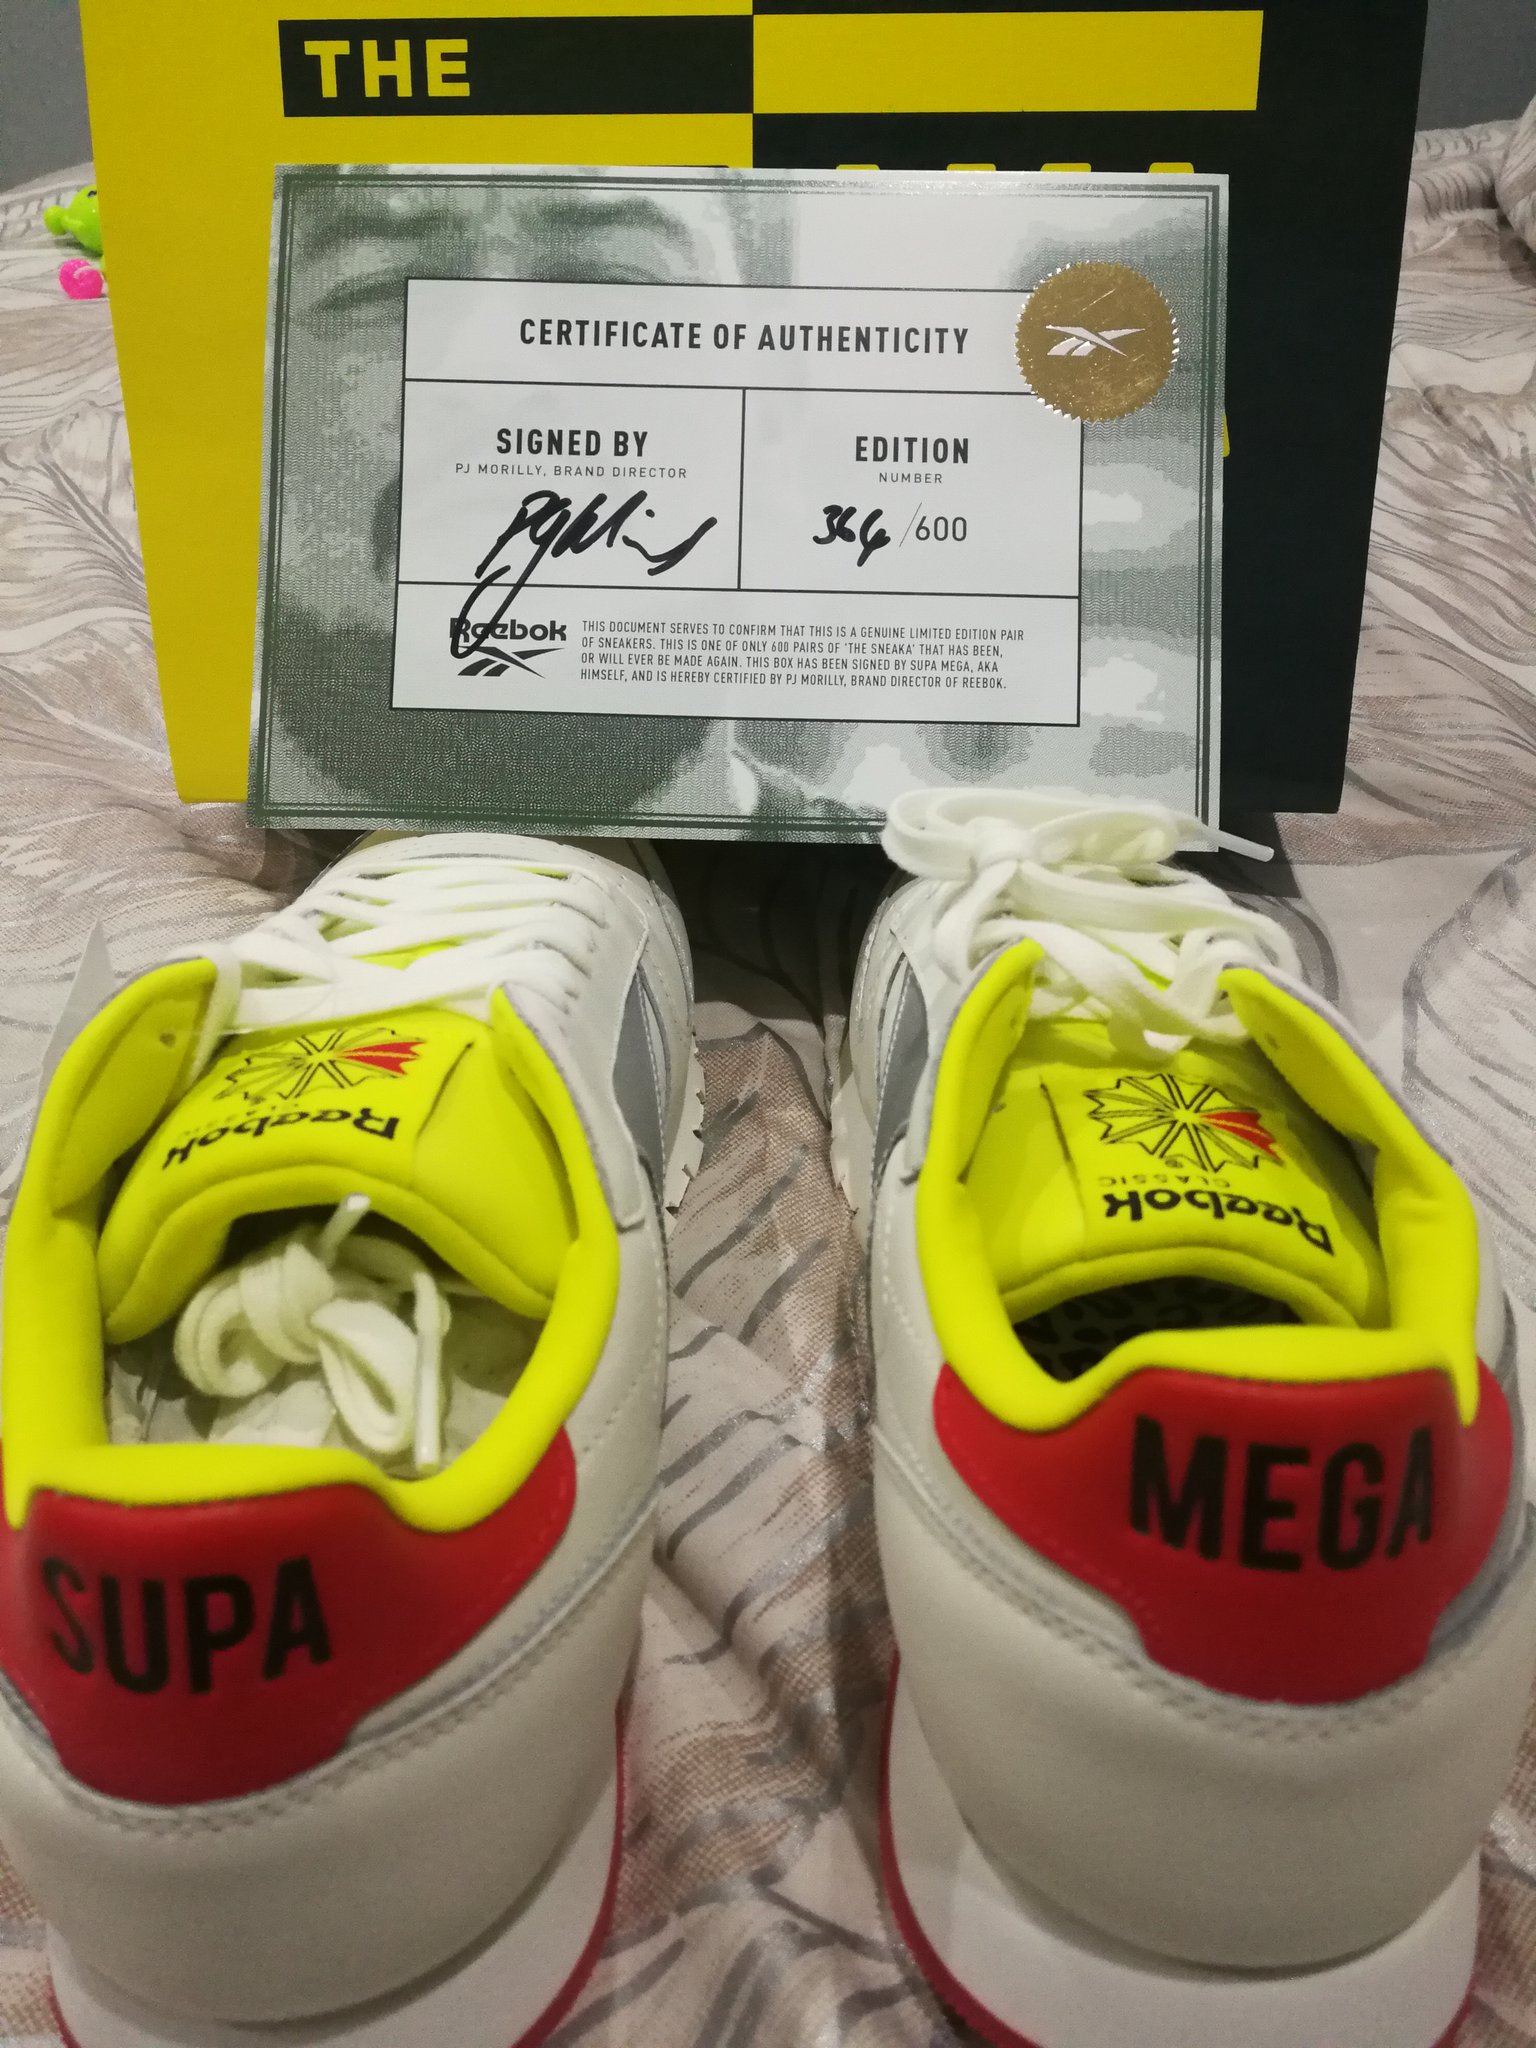 THE
CERTIFICATE OF AUTHENTICITY
SIGNED BY
PJ MORILLY, BRAND DIRECTOR
EDITION
NUMBER
364 /600
Reebok
THIS DOCUMENT SERVES TO CONFIRM THAT THIS IS A GENUINE LIMITED EDITION PAIR
OF SNEAKERS. THIS IS ONE OF ONLY 600 PAIRS OF 'THE SNEAKA' THAT HAS BEEN,
OR WILL EVER BE MADE AGAIN. THIS BOX HAS BEEN SIGNED BY SUPA MEGA, AKA
HIMSELF, AND IS HEREBY CERTIFIED BY PJ MORILLY, BRAND DIRECTOR OF REEBOK.
Reebok
CLASSIC
Reebok
CLASSIC
SUPA
MEGA